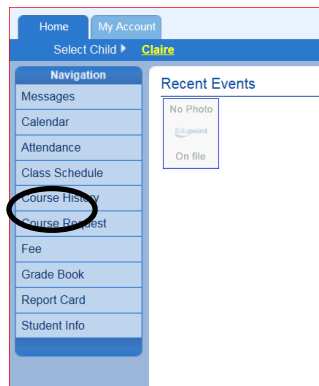 Home My Account
Select Child Claire
Navigation
Messages
Calendar
Attendance
Class Schedule
Course History
Course Request
Fee
Grade Book
Report Card
Student Info
Recent Events
No Photo
Edupoint
On file